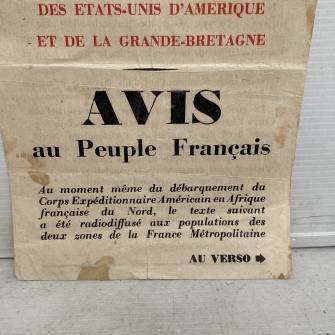 DES ETATS-UNIS D'AMERIQUE
ET DE LA GRANDE-BRETAGNE
AVIS
au Peuple Français
Au moment même du débarquement du
Corps Expéditionnaire Américain en Afrique
française du Nord, le texte suivant
a été radiodiffusé aux populations des
deux zones de la France Métropolitaine
AU VERSO ➨